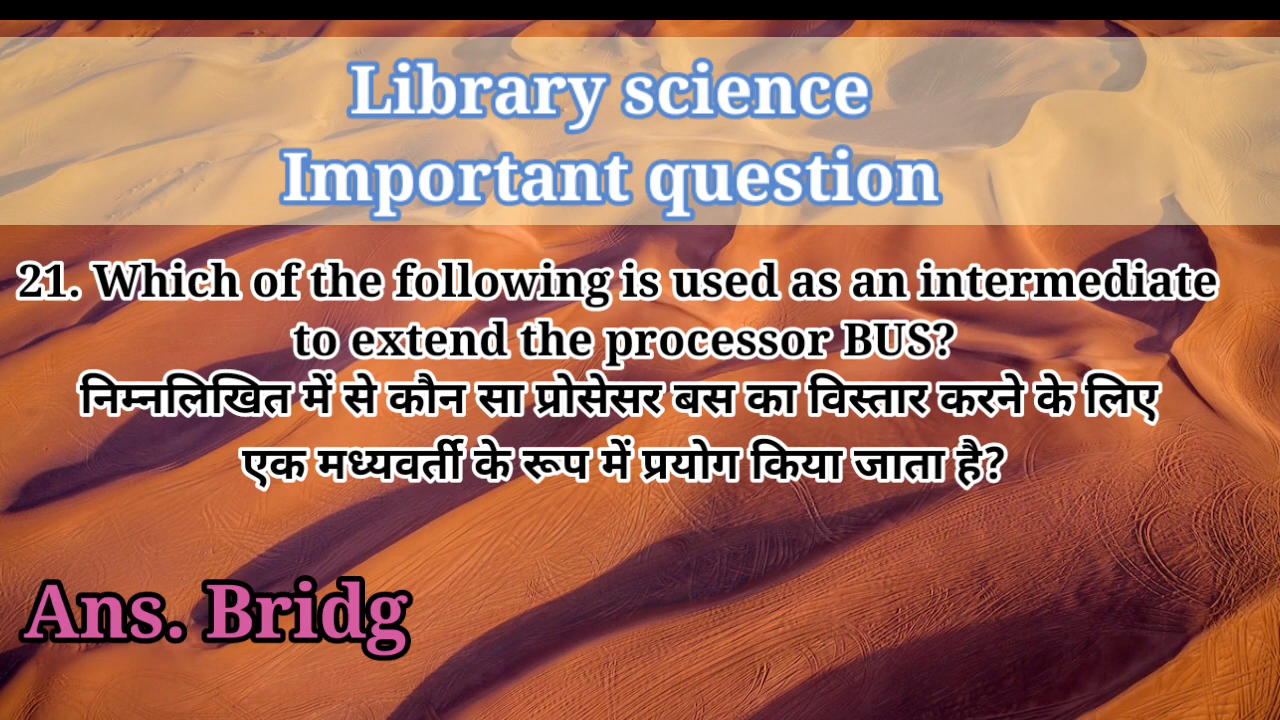 Library science
Important question
21. Which of the following is used as an intermediate
to extend the processor BUS?
निम्नलिखित में से कौन सा प्रोसेसर बस का विस्तार करने के लिए
एक मध्यवर्ती के रूप में प्रयोग किया जाता है?
Ans. Bridg